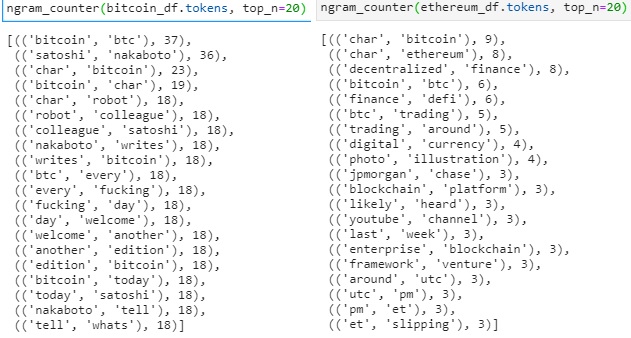 ngram_counter(bitcoin_df.tokens, top_n=20)
[(('bitcoin', 'btc'), 37),
(('satoshi', 'nakaboto'), 36),
(('char', 'bitcoin'), 23),
(('bitcoin', 'char'), 19),
(('char', 'robot'), 18),
(('robot', 'colleague'), 18),
(('colleague', 'satoshi'), 18),
(('nakaboto', 'writes'), 18),
(('writes', 'bitcoin'), 18),
(('btc', 'every'), 18),
(('every', 'fucking'), 18),
(('fucking', 'day'), 18),
(('day', 'welcome'), 18),
(('welcome', 'another'), 18),
(('another', 'edition'), 18),
(('edition', 'bitcoin'), 18),
(('bitcoin', 'today'), 18),
(('today', 'satoshi'), 18),
(('nakaboto', 'tell'), 18),
(('tell', 'whats'), 18)]
ngram_counter(ethereum_df.tokens, top_n=20)
[(('char', 'bitcoin'), 9),
(('char', 'ethereum'), 8),
(('decentralized', 'finance'), 8),
(('bitcoin', 'btc'), 6),
(('finance', 'defi'), 6),
(('btc', 'trading'), 5),
(('trading', 'around'), 5),
(('digital', 'currency'), 4),
(('photo', 'illustration'), 4),
(('jpmorgan', 'chase'), 3),
(('blockchain', 'platform'), 3),
(('likely', 'heard'), 3),
(('youtube', 'channel'), 3),
(('last', 'week'), 3),
(('enterprise', 'blockchain'), 3),
(('framework', 'venture'), 3),
(('around', 'utc'), 3),
(('utc', 'pm'), 3),
(('pm', 'et'), 3),
(('et', 'slipping'), 3)]